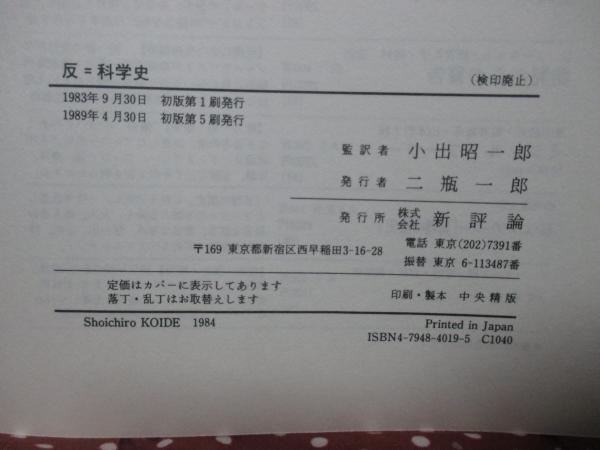 反=科学史
(検印廃止)
1983年9月30日 初版第1刷発行
1989年4月30日 初版第5刷発行
監訳者 小出昭一郎
発行者 二瓶一郎
発行所 株式会社 新評論
〒169 東京都新宿区西早稲田3-16-28
電話 東京(202)7391番
振替 東京 6-113487番
定価はカバーに表示してあります
落丁・乱丁はお取替えします
印刷・製本 中央精版
Shoichiro KOIDE 1984
Printed in Japan
ISBN4-7948-4019-5 C1040